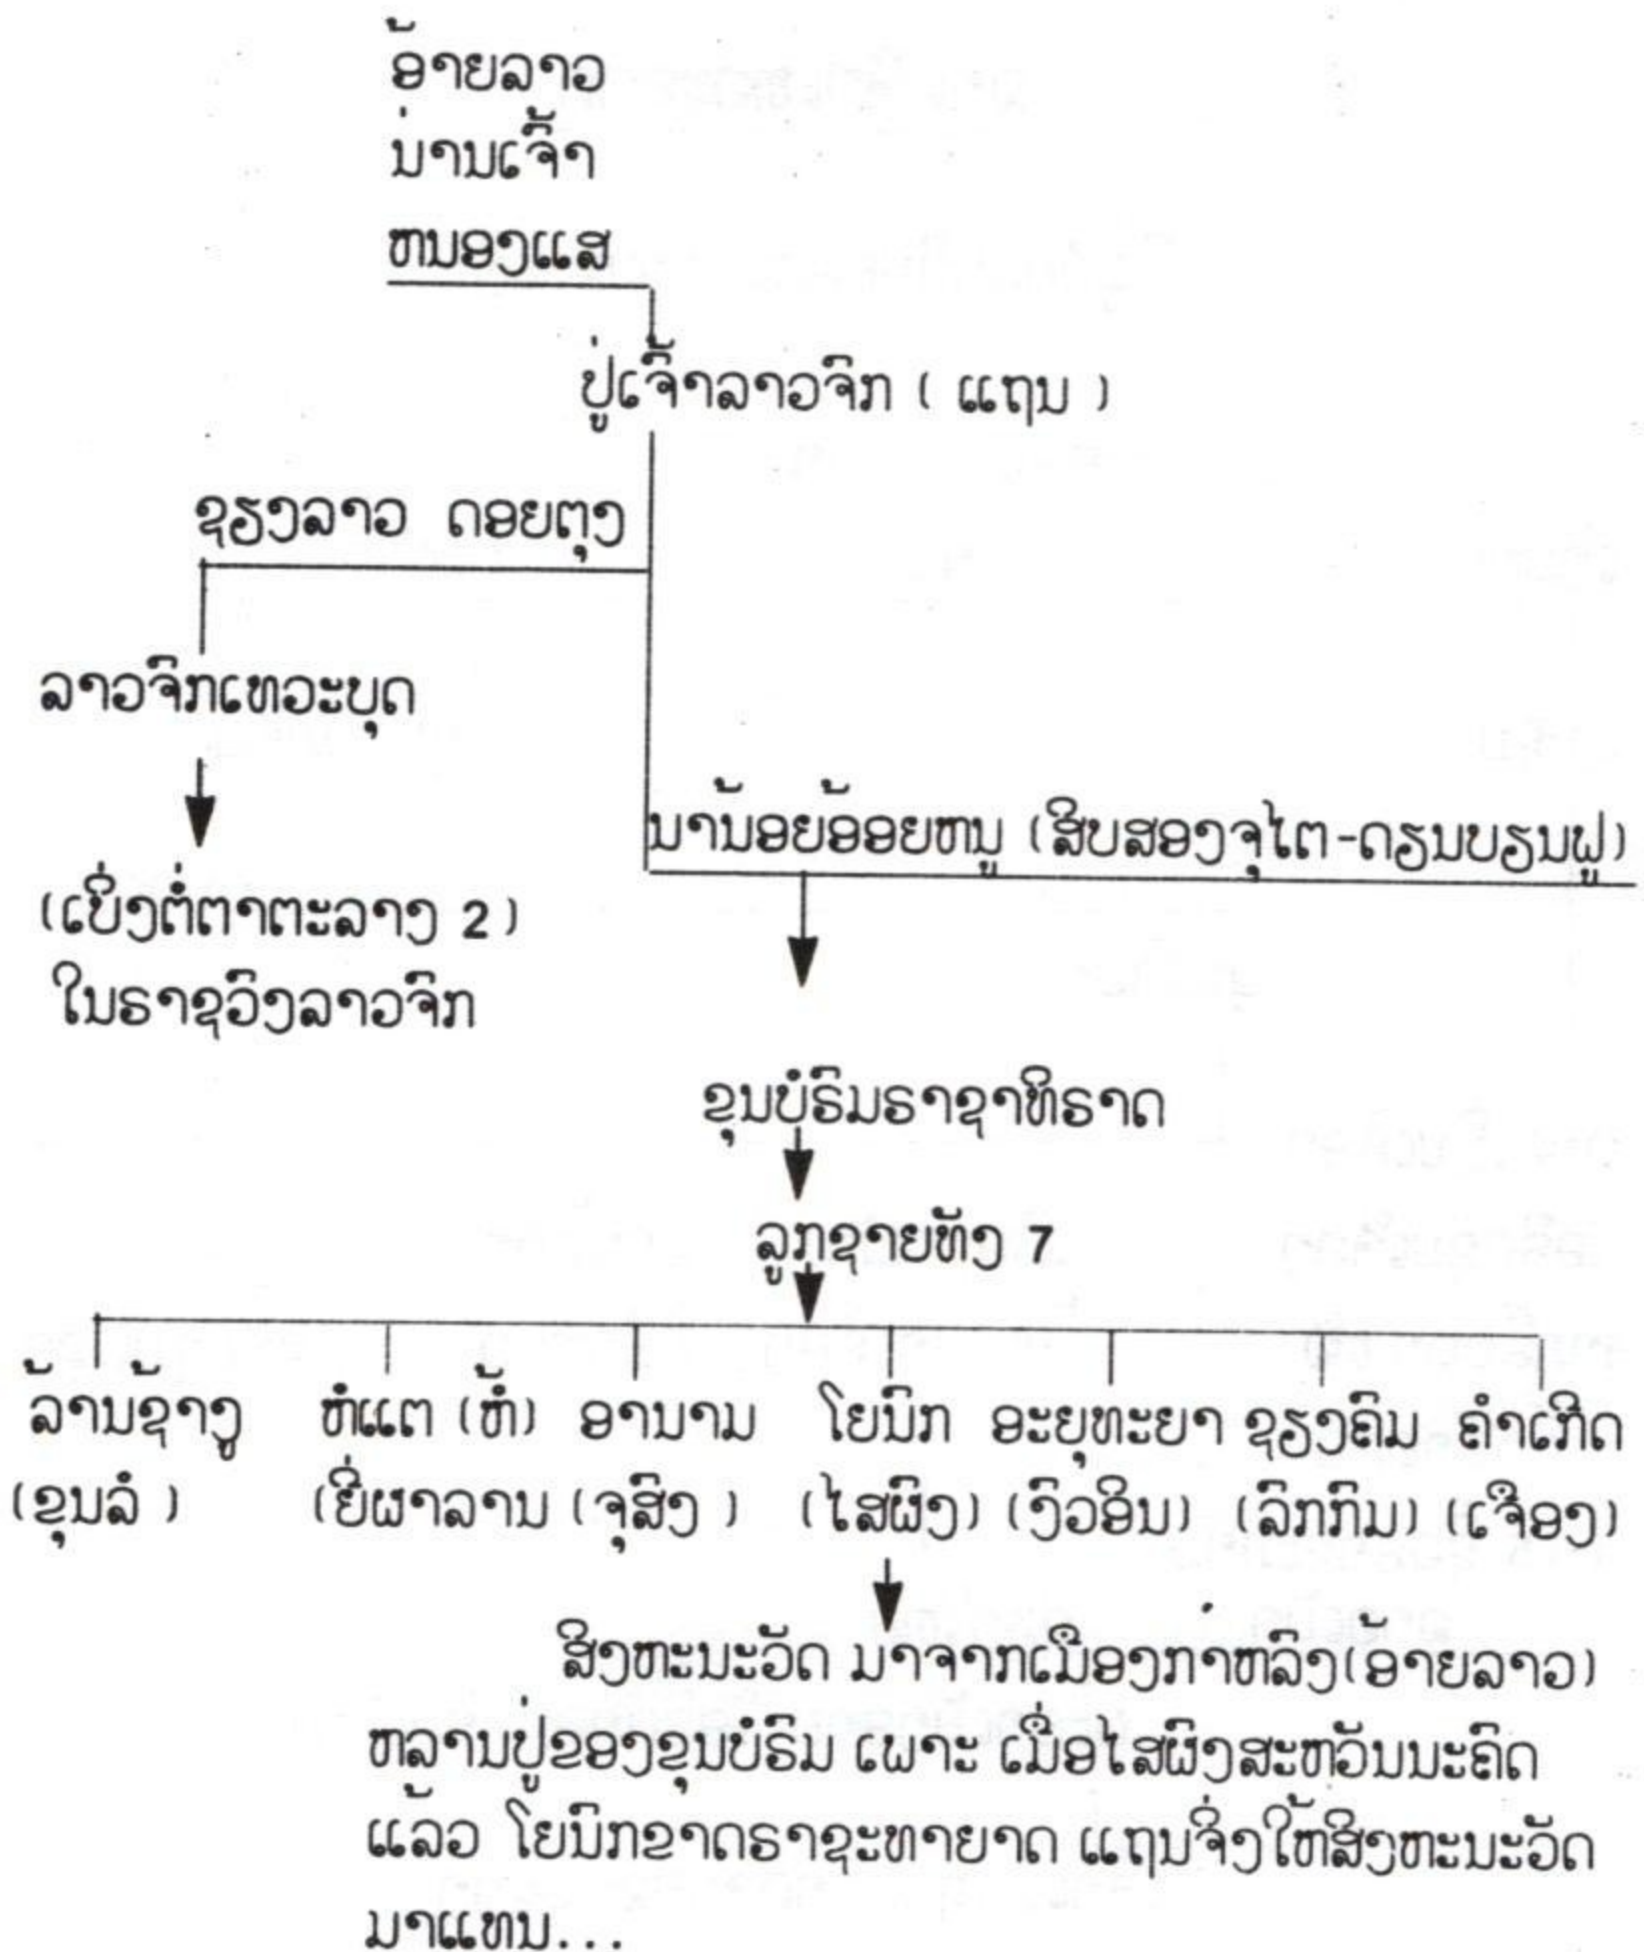 ອ້າຍລາວ
ນ່ານເຈົ້າ
ຫນອງແສ
ປູ່ເຈົ້າລາວຈົກ ( ແຖນ )
ຊຽງລາວ ດອຍຕຸງ
ລາວຈົກເທວະບຸດ
ນານ້ອຍອ້ອຍຫນູ (ສິບສອງຈຸໄຕ-ດຽນບຽນຟູ)
(ເບິ່ງຕໍ່ຕາຕະລາງ 2)
ໃນຣາຊວົງລາວຈົກ
ຂຸນບໍຣົມຣາຊາທິຣາດ
ລູກຊາຍທັງ 7
ລ້ານຊ້າງ ຫໍແຕ (ຫໍ້) ອານາມ ໂຍນົກ ອະຍຸທະຍາ ຊຽງຄົມ ຄຳເກີດ
(ຂຸນລໍ ) (ຍີ່ຜາລານ (ຈຸສົງ ) (ໄສຜົງ) (ງົວອິນ) (ລົກກົມ) (ເຈືອງ)
ສິງຫະນະວັດ ມາຈາກເມືອງກາຫລົງ(ອ້າຍລາວ)
ຫລານປູ່ຂອງຂຸນບໍຣົມ ເພາະ ເມື່ອໄສຜົງສະຫວັນນະຄົດ
ແລ້ວ ໂຍນົກຂາດຣາຊະທາຍາດ ແຖນຈຶ່ງໃຫ້ສິງຫະນະວັດ
ມາແທນ...